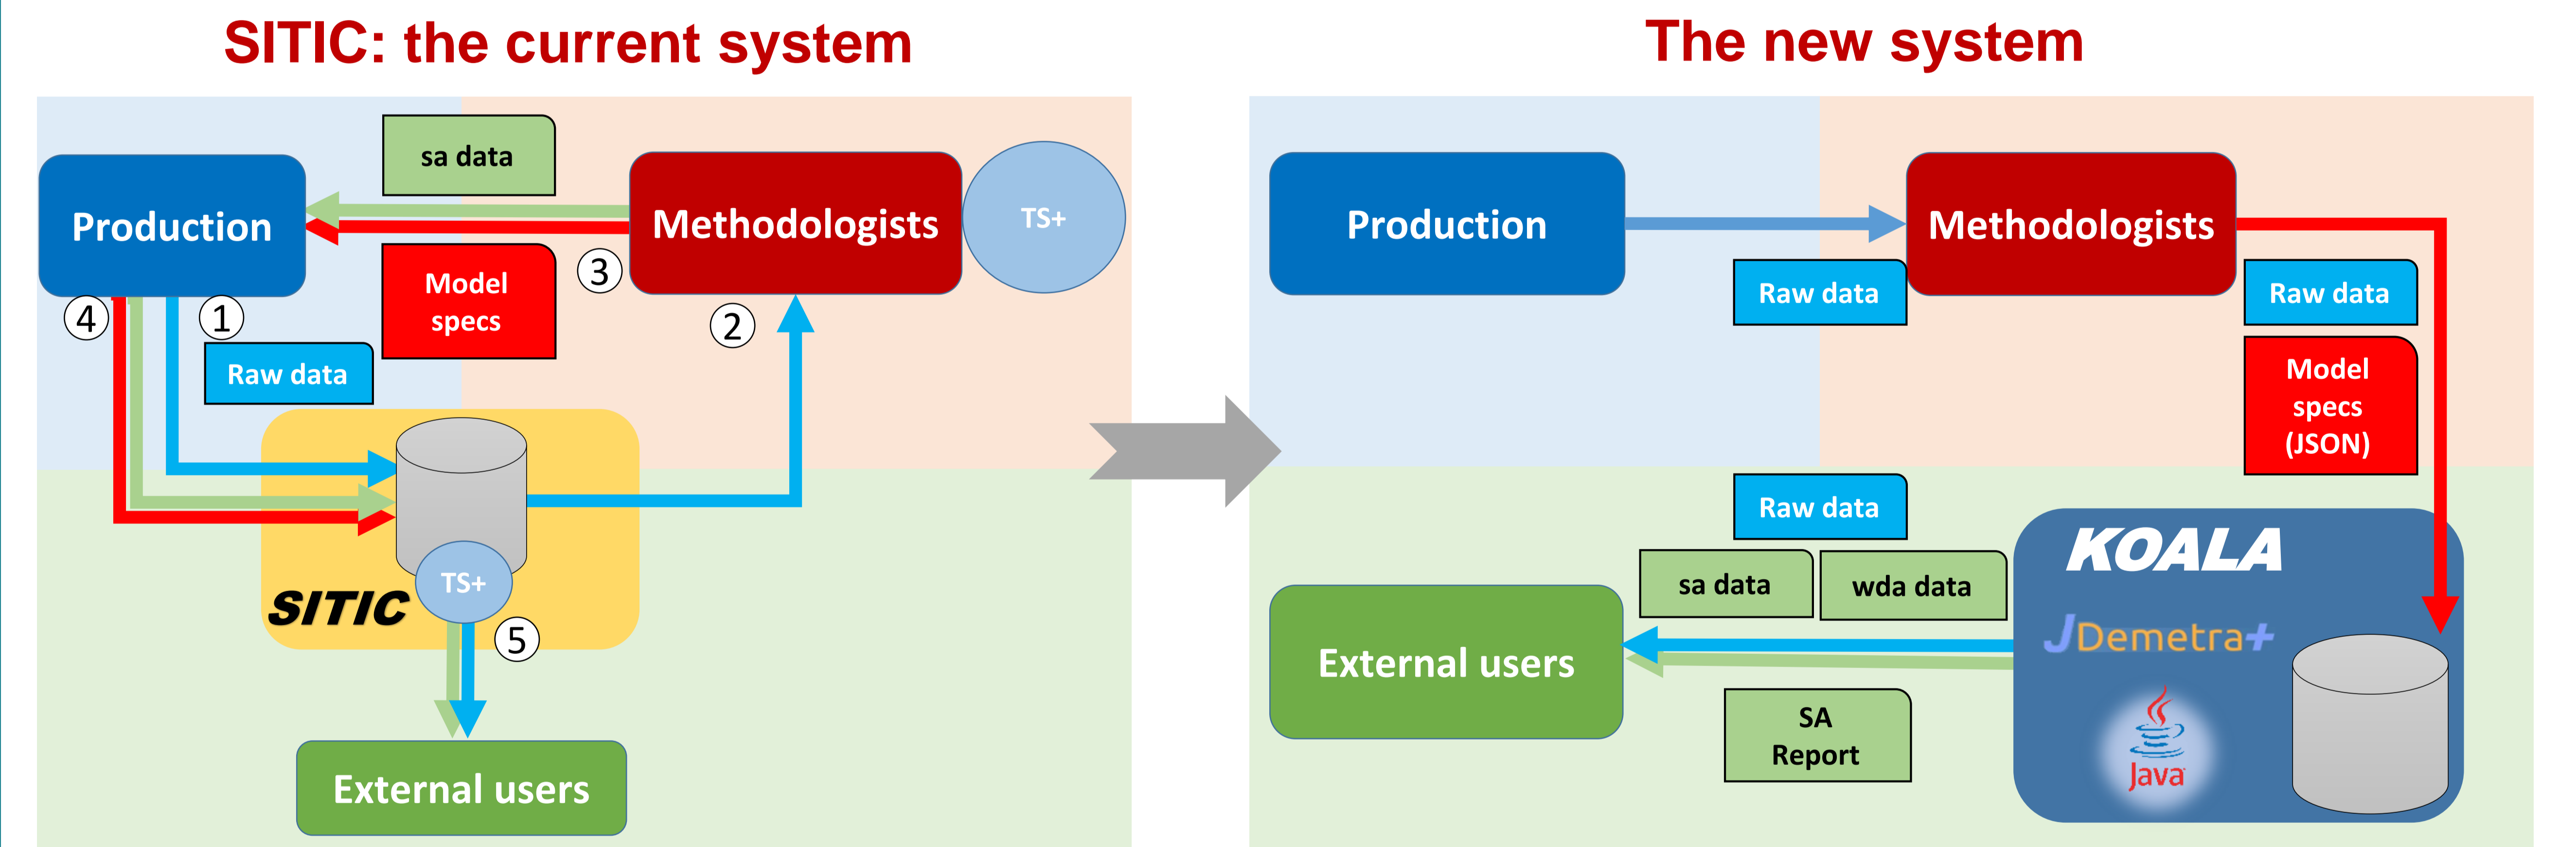 SITIC: the current system
sa data
Production
Methodologists
TS+
3
Model
specs
4
1
2
Raw data
TS+
SITIC
5
External users
The new system
Production
Methodologists
Raw data
Raw data
Model
specs
(JSON)
Raw data
KOALA
sa data
wda data
JDemetra+
External users
SA
Report
Java